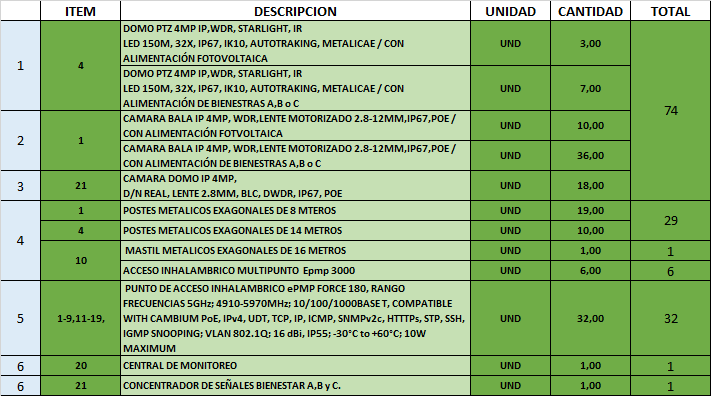 ITEM DESCRIPCION UNIDAD CANTIDAD TOTAL
1 4 DOMO PTZ 4MP IP,WDR, STARLIGHT, IR
LED 150M, 32X, IP67, IK10, AUTOTRAKING, METALICAE / CON
ALIMENTACIÓN FOTOVOLTAICA UND 3,00 74
DOMO PTZ 4MP IP,WDR, STARLIGHT, IR
LED 150M, 32X, IP67, IK10, AUTOTRAKING, METALICAE / CON
ALIMENTACIÓN DE BIENESTRAS A,B o C UND 7,00
2 1 CAMARA BALA IP 4MP, WDR,LENTE MOTORIZADO 2.8-12MM,IP67,POE /
CON ALIMENTACIÓN FOTVOLTAICA UND 10,00
CAMARA BALA IP 4MP, WDR,LENTE MOTORIZADO 2.8-12MM,IP67,POE /
CON ALIMENTACIÓN DE BIENESTRAS A,B o C UND 36,00
3 21 CAMARA DOMO IP 4MP,
D/N REAL, LENTE 2.8MM, BLC, DWDR, IP67, POE UND 18,00
4 1 POSTES METALICOS EXAGONALES DE 8 MTEROS UND 19,00 29
4 POSTES METALICOS EXAGONALES DE 14 METROS UND 10,00
10 MASTIL METALICOS EXAGONALES DE 16 METROS UND 1,00 1
ACCESO INHALAMBRICO MULTIPUNTO Epmp 3000 UND 6,00 6
5 1-9,11-19, PUNTO DE ACCESO INHALAMBRICO ePMP FORCE 180, RANGO
FRECUENCIAS 5GHz; 4910-5970MHz; 10/100/1000BASE T, COMPATIBLE
WITH CAMBIUM PoE, IPv4, UDT, TCP, IP, ICMP, SNMPv2c, HTTPs, STP, SSH,
IGMP SNOOPING; VLAN 802.1Q; 16 dBi, IP55; -30°C to +60°C; 10W
MAXIMUM UND 32,00 32
6 20 CENTRAL DE MONITOREO UND 1,00 1
6 21 CONCENTRADOR DE SEÑALES BIENESTAR A,B y C. UND 1,00 1